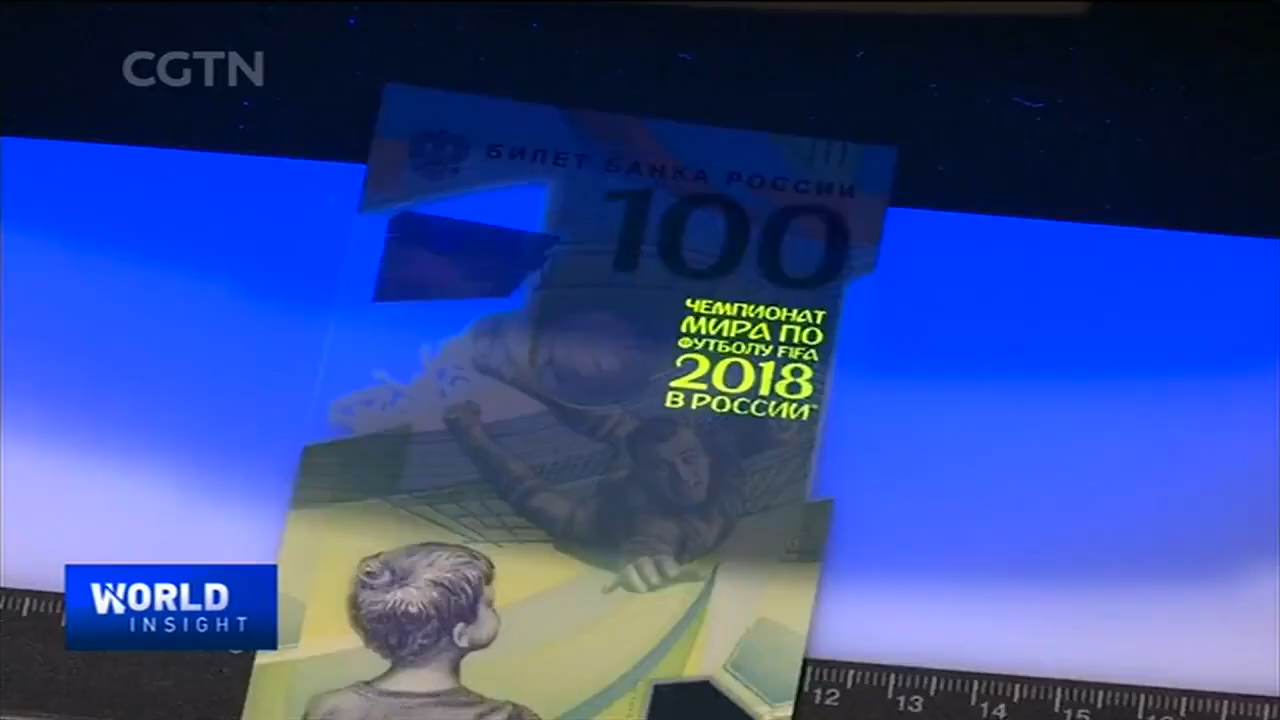 CGTN
БИЛЕТ БАНКА РОССИИ
100
ЧЕМПИОНАТ
МИРА ПО
ФУТБОЛУ FIFA
2018
В РОССИИ
WORLD
INSIGHT
12 13 14 15